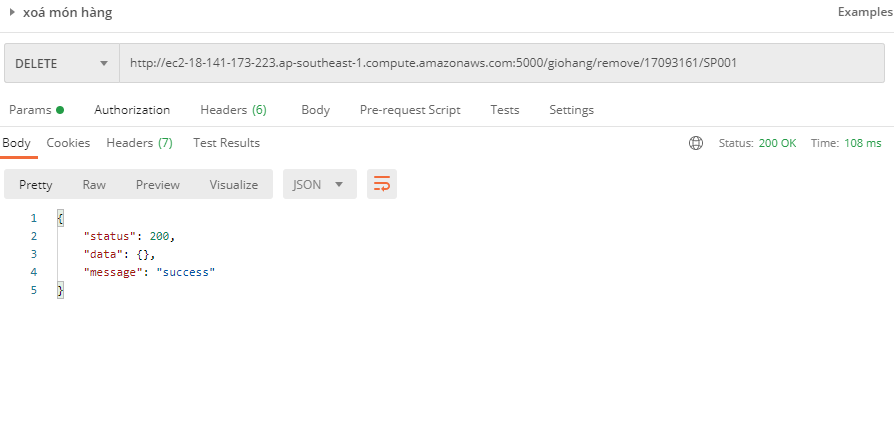 xoá món hàng Examples
DELETE http://ec2-18-141-173-223.ap-southeast-1.compute.amazonaws.com:5000/giohang/remove/17093161/SP001
Params Authorization Headers (6) Body Pre-request Script Tests Settings
Body Cookies Headers (7) Test Results Status: 200 OK Time: 108 ms
Pretty Raw Preview Visualize JSON
1 {
2 "status": 200,
3 "data": {},
4 "message": "success"
5 }